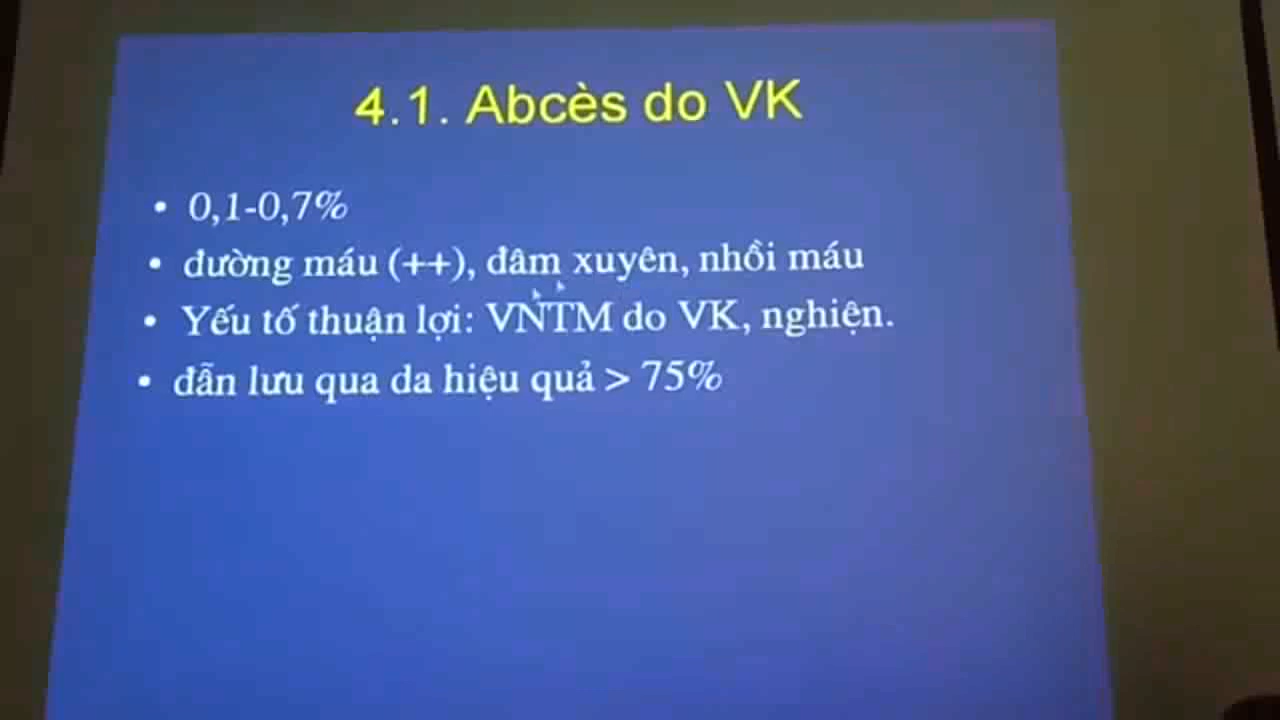 4.1. Abcès do VK
• 0,1-0,7%
• đường máu (++), đâm xuyên, nhồi máu
• Yếu tố thuận lợi: VNTM do VK, nghiện.
• dẫn lưu qua da hiệu quả > 75%